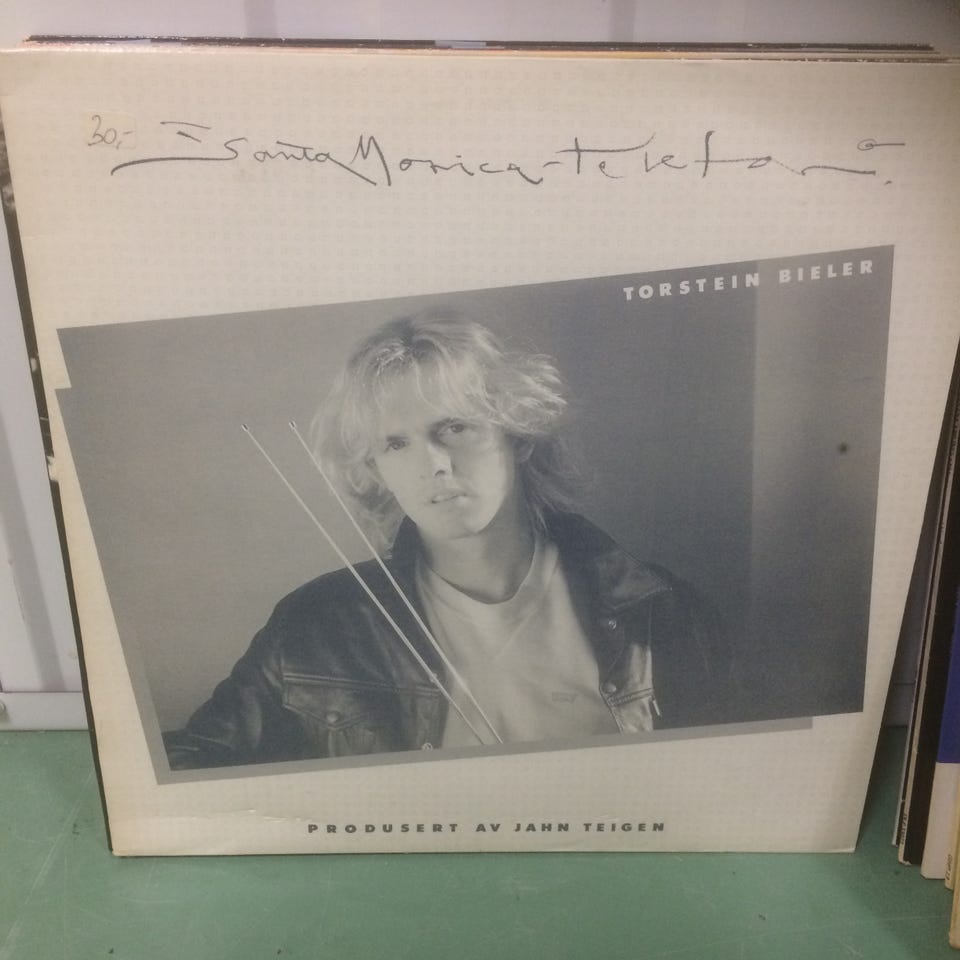 30,-
Santa Monica-telefon
TORSTEIN BIELER
PRODUSERT AV JAHN TEIGEN